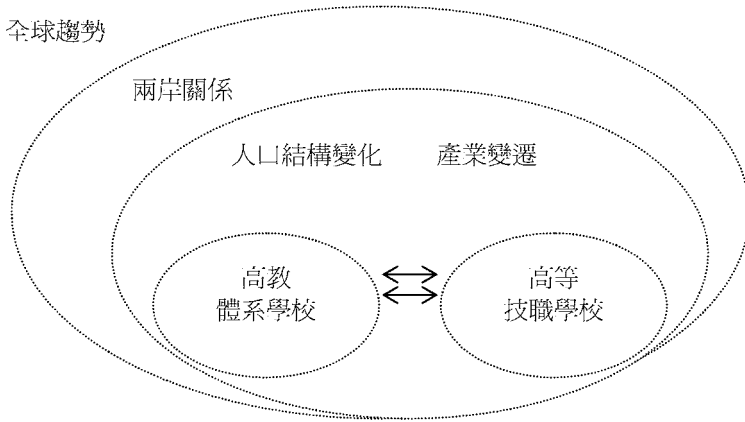 全球趨勢
兩岸關係
人口結構變化 產業變遷
高教
體系學校
高等
技職學校